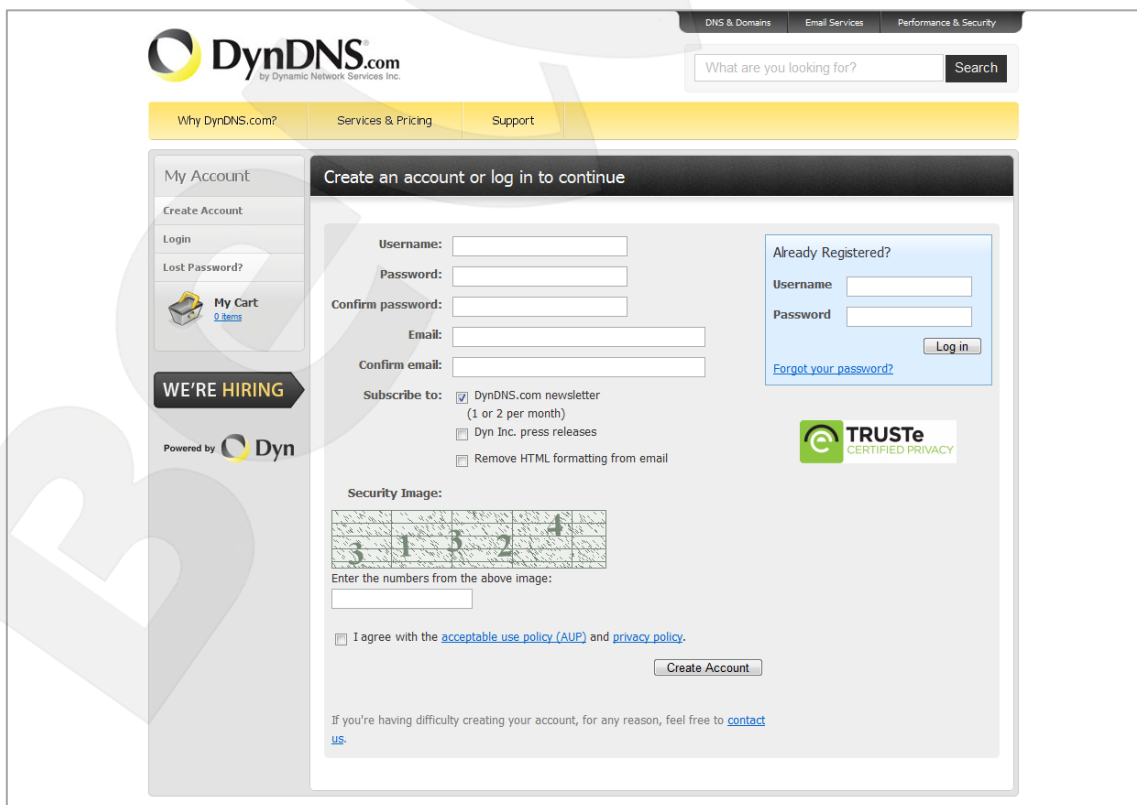 DNS & Domains
Email Services
Performance & Security
DynDNS.com
by Dynamic Network Services Inc.
What are you looking for?
Search
Why DynDNS.com?
Services & Pricing
Support
My Account
Create Account
Login
Lost Password?
My Cart
0 items
WE'RE HIRING
Powered by Dyn
Create an account or log in to continue
Username:
Password:
Confirm password:
Email:
Confirm email:
Subscribe to:
DynDNS.com newsletter
(1 or 2 per month)
Dyn Inc. press releases
Remove HTML formatting from email
Security Image:
3 1 3 2 4
Enter the numbers from the above image:
I agree with the acceptable use policy (AUP) and privacy policy.
Create Account
If you're having difficulty creating your account, for any reason, feel free to contact
us.
Already Registered?
Username
Password
Log in
Forgot your password?
TRUSTe
CERTIFIED PRIVACY